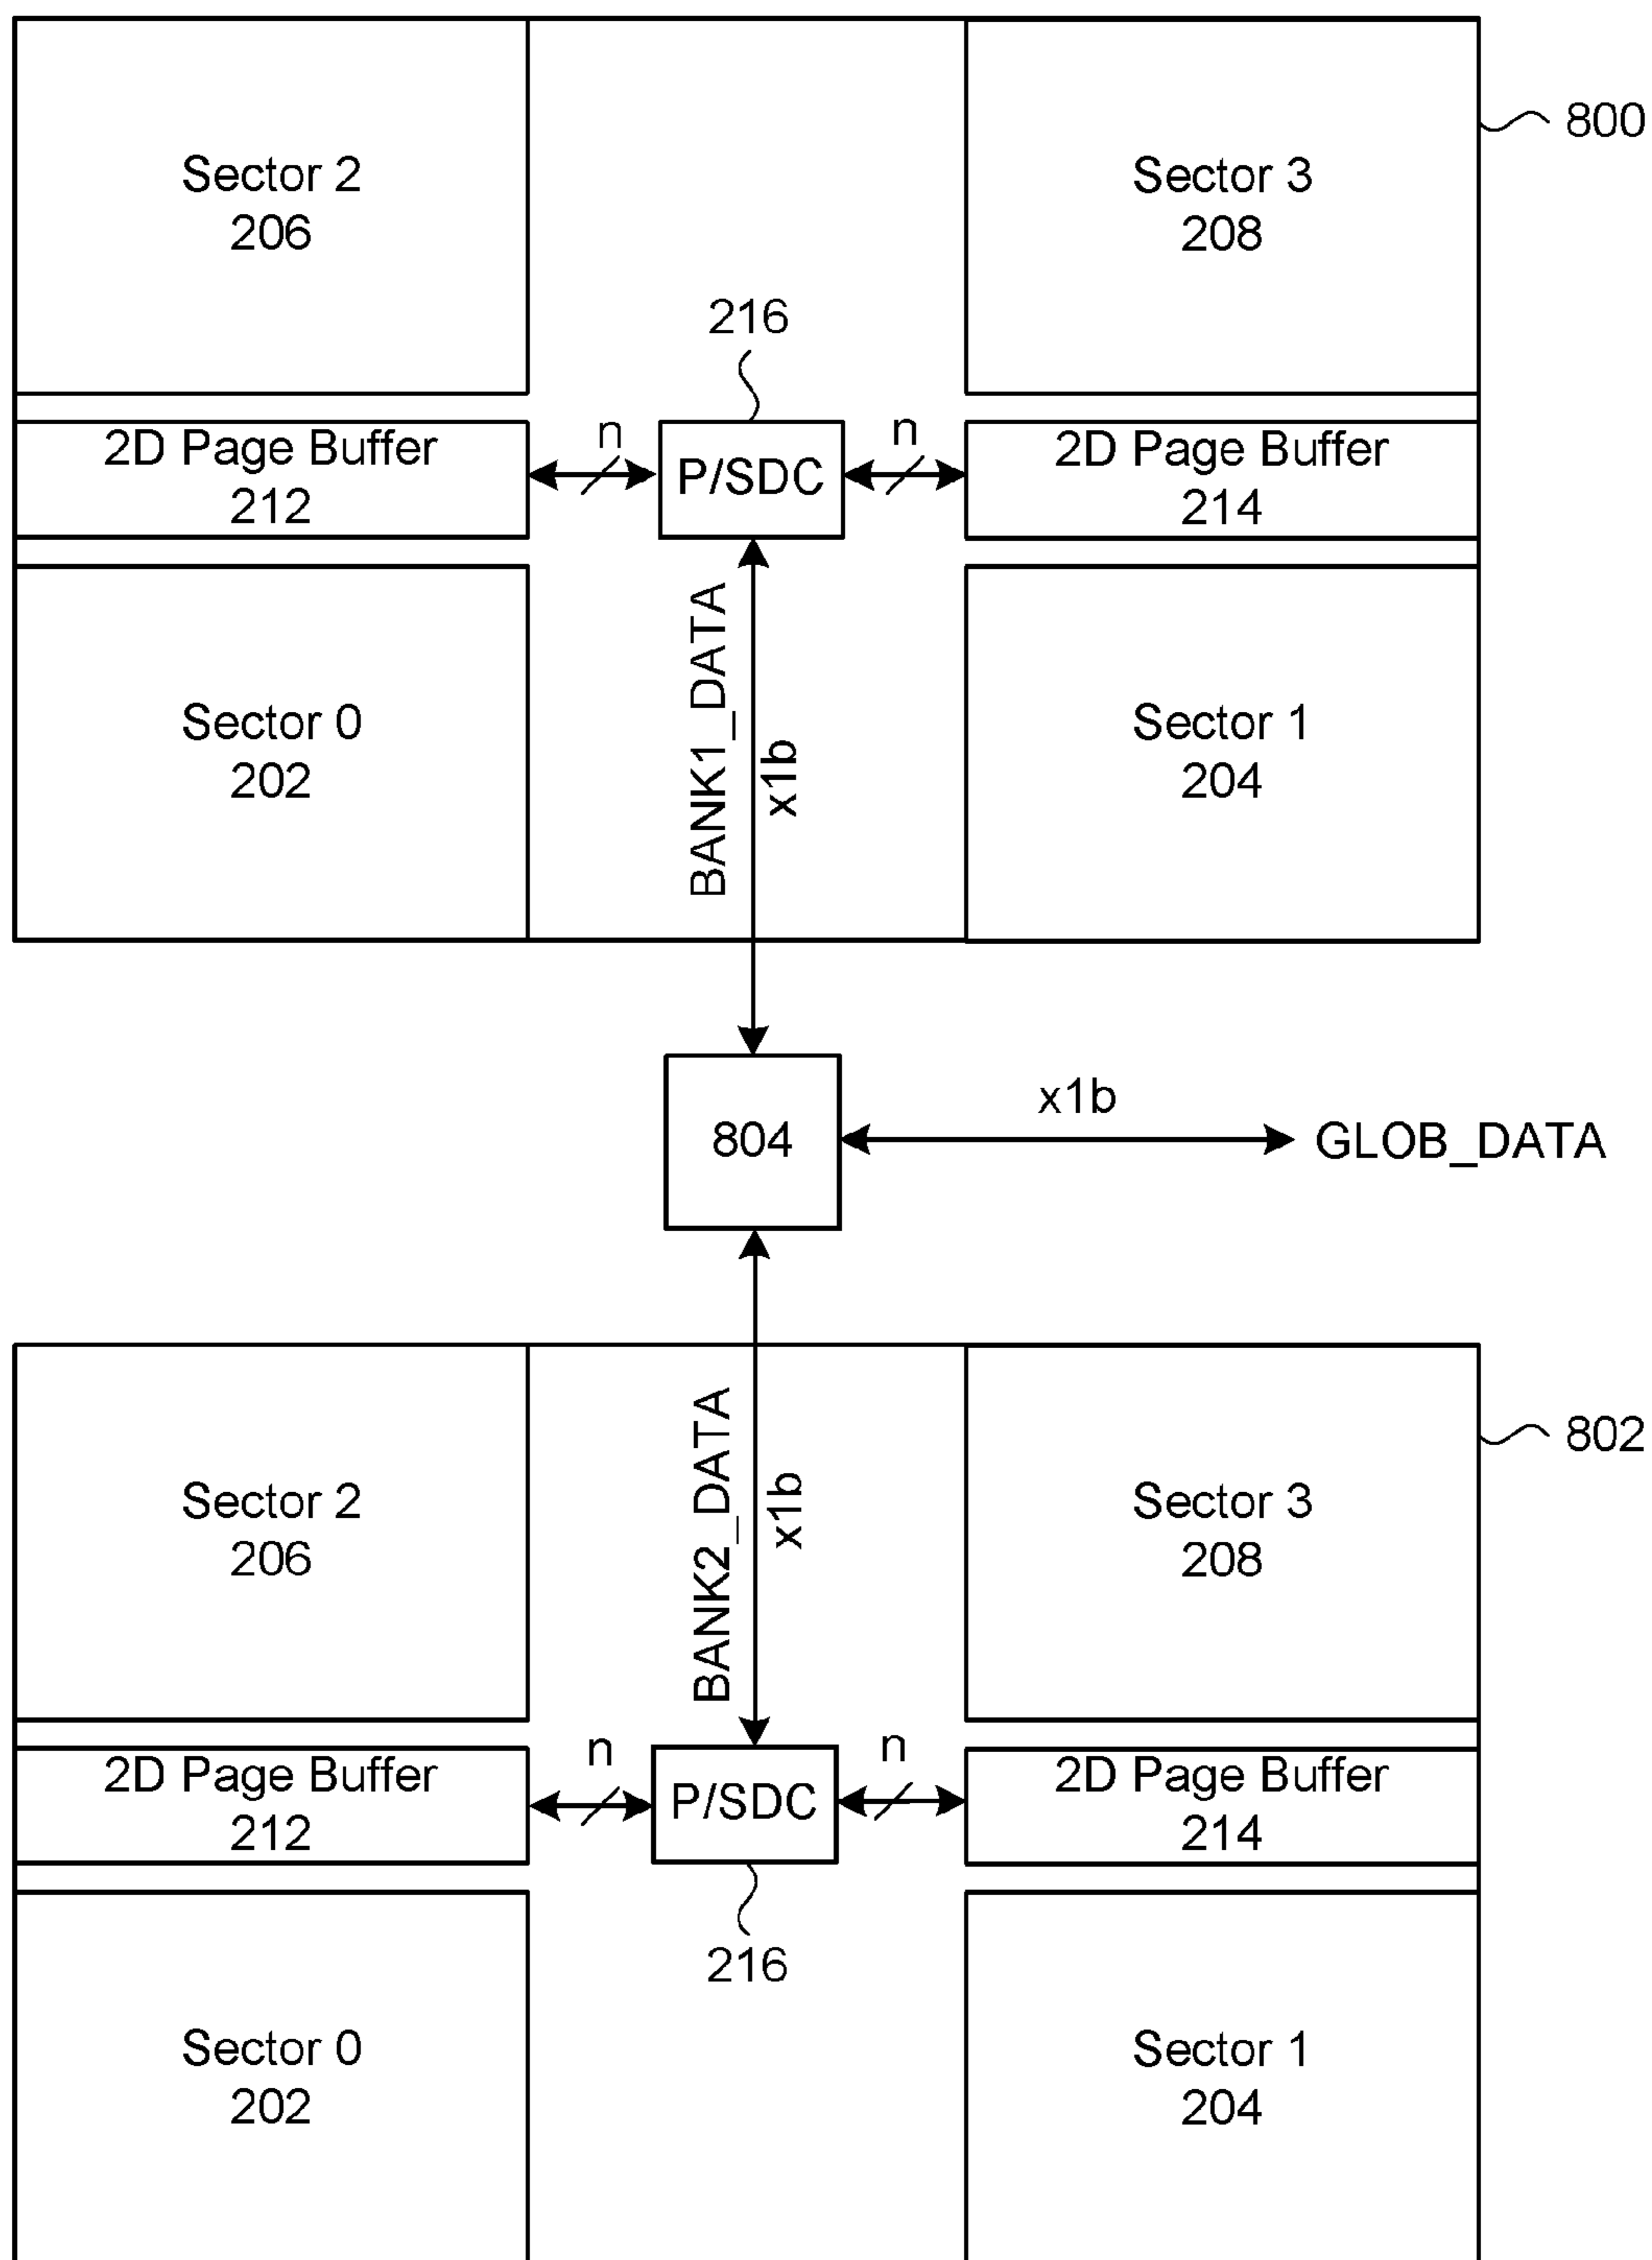 800
Sector 2
206
Sector 3
208
216
2D Page Buffer
212
n
P/SDC
n
2D Page Buffer
214
BANK1_DATA
x1b
Sector 0
202
Sector 1
204
804
x1b
GLOB_DATA
802
Sector 2
206
BANK2_DATA
x1b
Sector 3
208
2D Page Buffer
212
n
P/SDC
n
2D Page Buffer
214
216
Sector 0
202
Sector 1
204